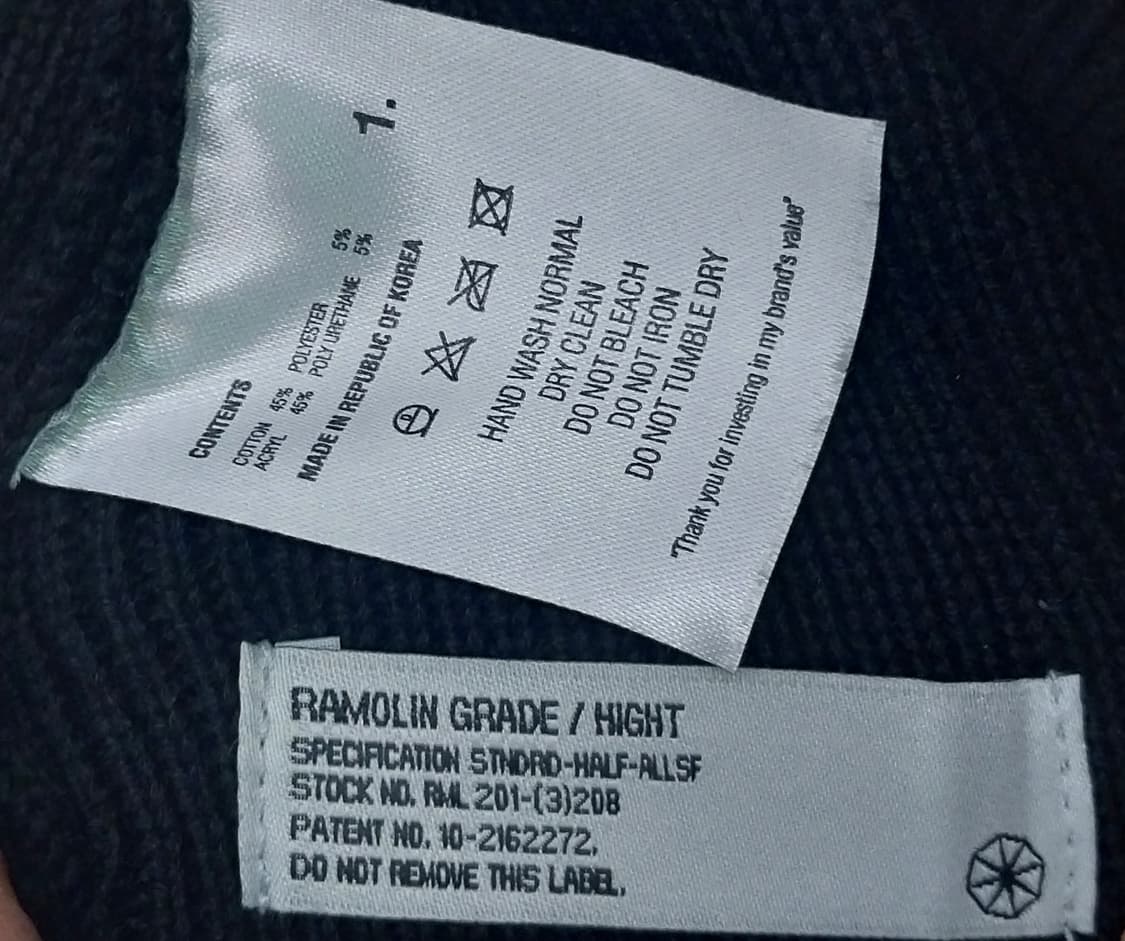 1.
CONTENTS
COTTON 45% POLYESTER 5%
ACRYL 45% POLY URETHANE 5%
MADE IN REPUBLIC OF KOREA
HAND WASH NORMAL
DRY CLEAN
DO NOT BLEACH
DO NOT IRON
DO NOT TUMBLE DRY
"Thank you for investing in my brand's value"
RAMOLIN GRADE / HIGHT
SPECIFICATION STNDRD-HALF-ALLSF
STOCK NO. RML 201-(3)208
PATENT NO. 10-2162272.
DO NOT REMOVE THIS LABEL.